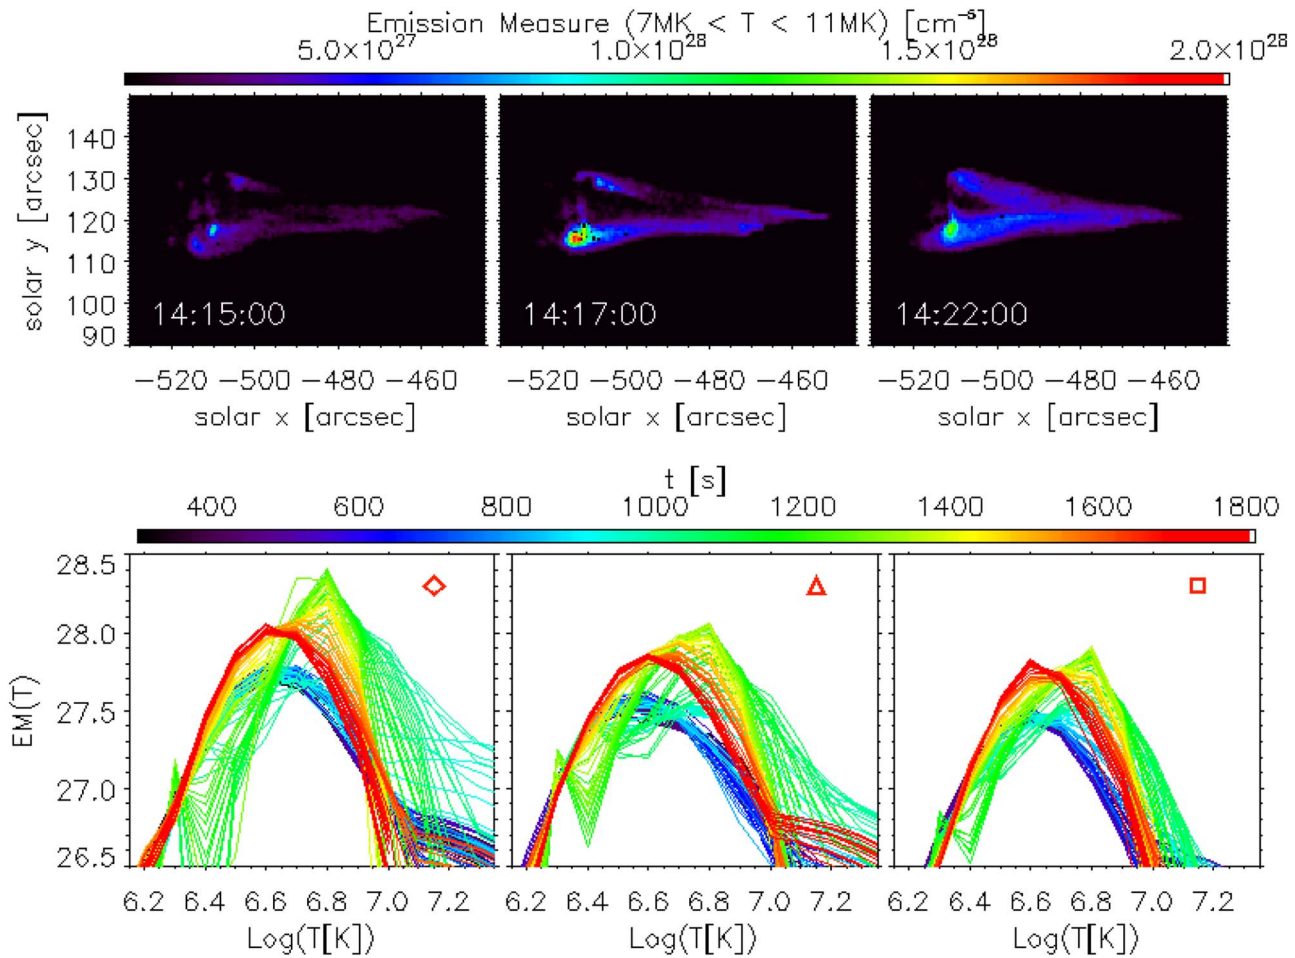 Emission Measure (7MK < T < 11MK) [cm⁻⁵]
5.0×10²⁷ 1.0×10²⁸ 1.5×10²⁸ 2.0×10²⁸
140
130
120
110
100
90
solar y [arcsec]
14:15:00 14:17:00 14:22:00
−520 −500 −480 −460 −520 −500 −480 −460 −520 −500 −480 −460
solar x [arcsec] solar x [arcsec] solar x [arcsec]
t [s]
400 600 800 1000 1200 1400 1600 1800
28.5
28.0
27.5
27.0
26.5
EM(T)
6.2 6.4 6.6 6.8 7.0 7.2 6.2 6.4 6.6 6.8 7.0 7.2 6.2 6.4 6.6 6.8 7.0 7.2
Log(T[K]) Log(T[K]) Log(T[K])